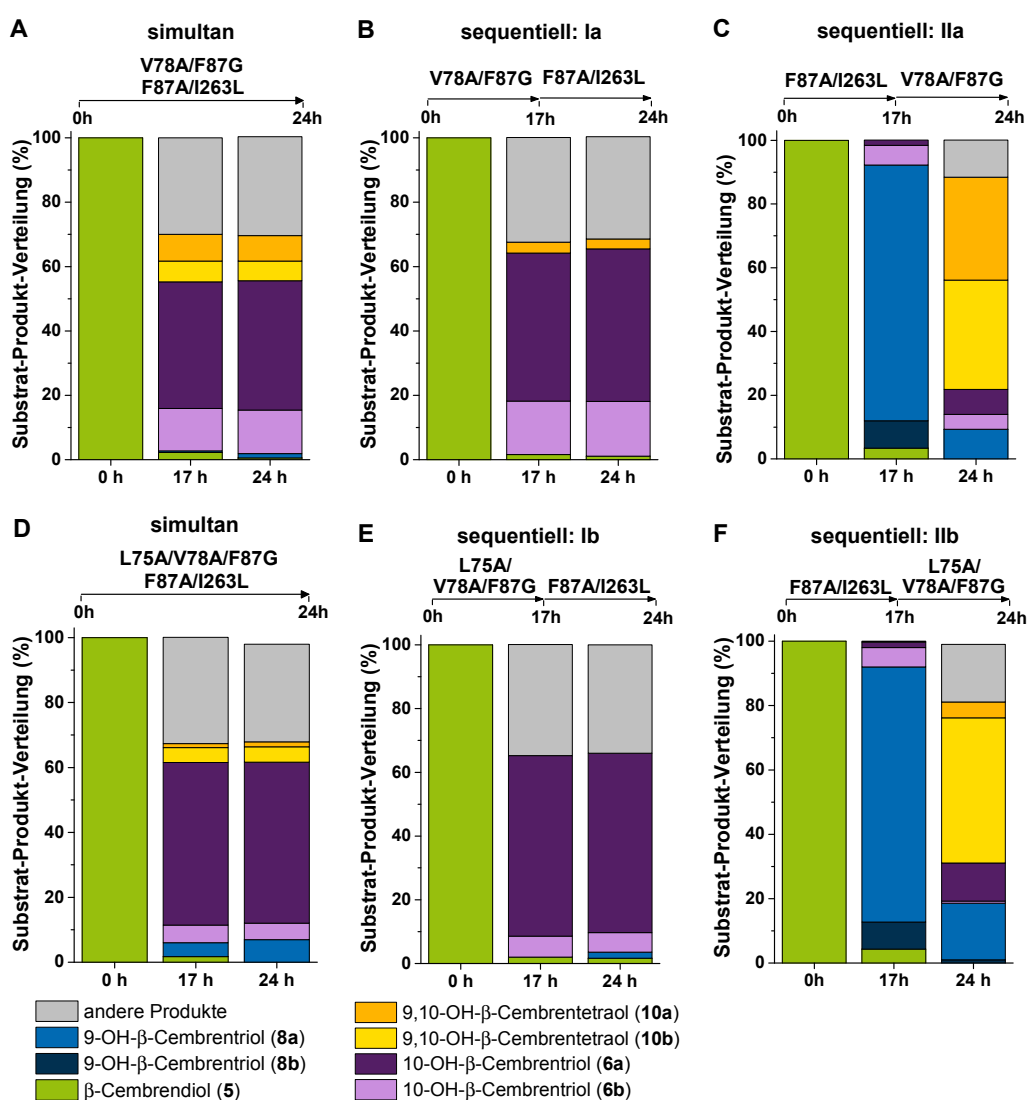 A
simultan
V78A/F87G
F87A/I263L
0h
24h
Substrat-Produkt-Verteilung (%)
100
80
60
40
20
0
0 h
17 h
24 h
B
sequentiell: Ia
V78A/F87G
F87A/I263L
0h
17h
24h
Substrat-Produkt-Verteilung (%)
100
80
60
40
20
0
0 h
17 h
24 h
C
sequentiell: IIa
F87A/I263L
V78A/F87G
0h
17h
24h
Substrat-Produkt-Verteilung (%)
100
80
60
40
20
0
0 h
17 h
24 h
D
simultan
L75A/V78A/F87G
F87A/I263L
0h
24h
Substrat-Produkt-Verteilung (%)
100
80
60
40
20
0
0 h
17 h
24 h
E
sequentiell: Ib
L75A/
V78A/F87G
F87A/I263L
0h
17h
24h
Substrat-Produkt-Verteilung (%)
100
80
60
40
20
0
0 h
17 h
24 h
F
sequentiell: IIb
L75A/
F87A/I263L
V78A/F87G
0h
17h
24h
Substrat-Produkt-Verteilung (%)
100
80
60
40
20
0
0h
17h
24 h
andere Produkte
9-OH-β-Cembrentriol (8a)
9-OH-β-Cembrentriol (8b)
β-Cembrendiol (5)
9,10-OH-β-Cembrentetraol (10a)
9,10-OH-β-Cembrentetraol (10b)
10-OH-β-Cembrentriol (6a)
10-OH-β-Cembrentriol (6b)